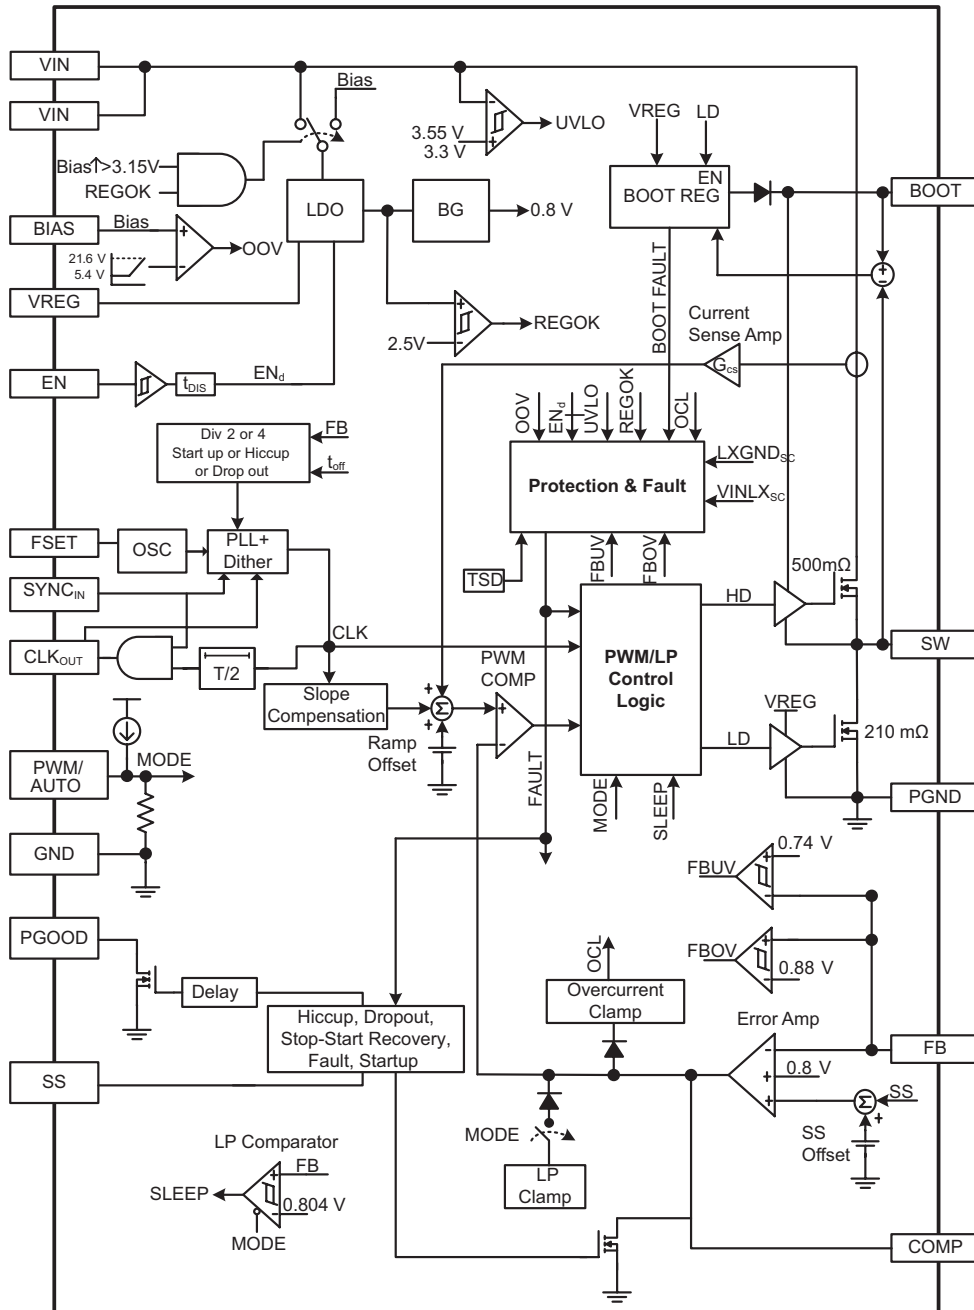 VIN
VIN
Bias
UVLO
3.55 V
3.3 V
VREG
LD
EN
BOOT REG
BOOT
Bias↑>3.15V
REGOK
LDO
BG
0.8 V
BIAS
Bias
OOV
21.6 V
5.4 V
VREG
REGOK
2.5V
BOOT FAULT
Current
Sense Amp
Gcs
EN
tDIS
ENd
OOV
ENd
UVLO
REGOK
OCL
Div 2 or 4
Start up or Hiccup
or Drop out
FB
toff
Protection & Fault
LXGNDSC
VINLXSC
FSET
OSC
PLL+
Dither
TSD
FBUV
FBOV
500mΩ
SYNCIN
HD
CLKOUT
T/2
CLK
PWM
COMP
PWM/LP
Control
Logic
SW
Slope
Compensation
+
Σ
+
+
-
VREG
210 mΩ
Ramp
Offset
LD
PWM/
AUTO
MODE
FAULT
MODE
SLEEP
PGND
GND
FBUV
0.74 V
PGOOD
FBOV
0.88 V
OCL
Delay
Overcurrent
Clamp
Error Amp
Hiccup, Dropout,
Stop-Start Recovery,
Fault, Startup
FB
0.8 V
SS
SS
Σ
+
MODE
SS
Offset
LP Comparator
FB
LP
Clamp
SLEEP
0.804 V
MODE
COMP